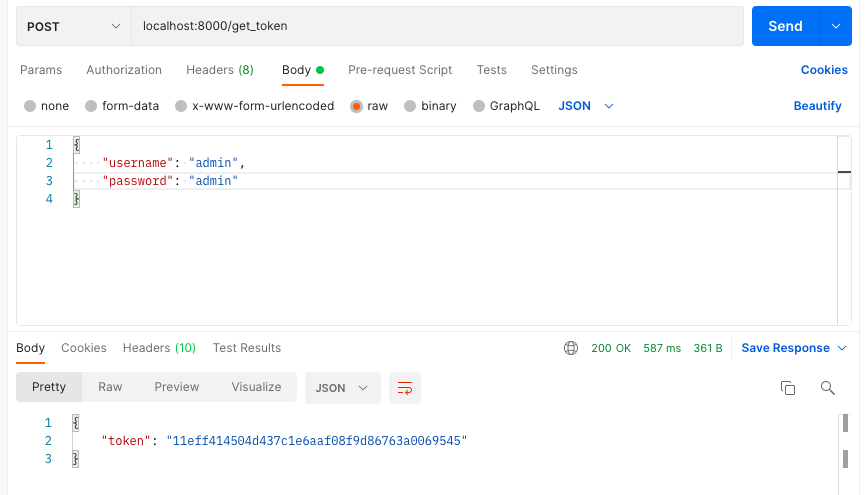 POST localhost:8000/get_token Send
Params Authorization Headers (8) Body Pre-request Script Tests Settings Cookies
none form-data x-www-form-urlencoded raw binary GraphQL JSON Beautify
1 {
2 "username": "admin",
3 "password": "admin"
4 }
Body Cookies Headers (10) Test Results 200 OK 587 ms 361 B Save Response
Pretty Raw Preview Visualize JSON
1 {
2 "token": "11eff414504d437c1e6aaf08f9d86763a0069545"
3 }